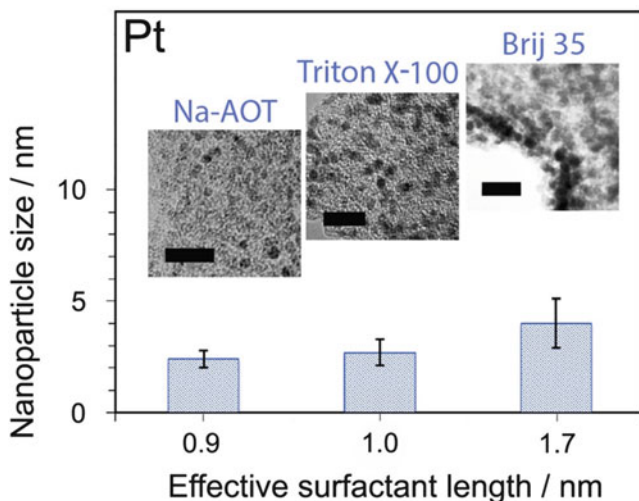 Pt
Brij 35
Triton X-100
Na-AOT
Nanoparticle size / nm
10
5
0
0.9
1.0
1.7
Effective surfactant length / nm